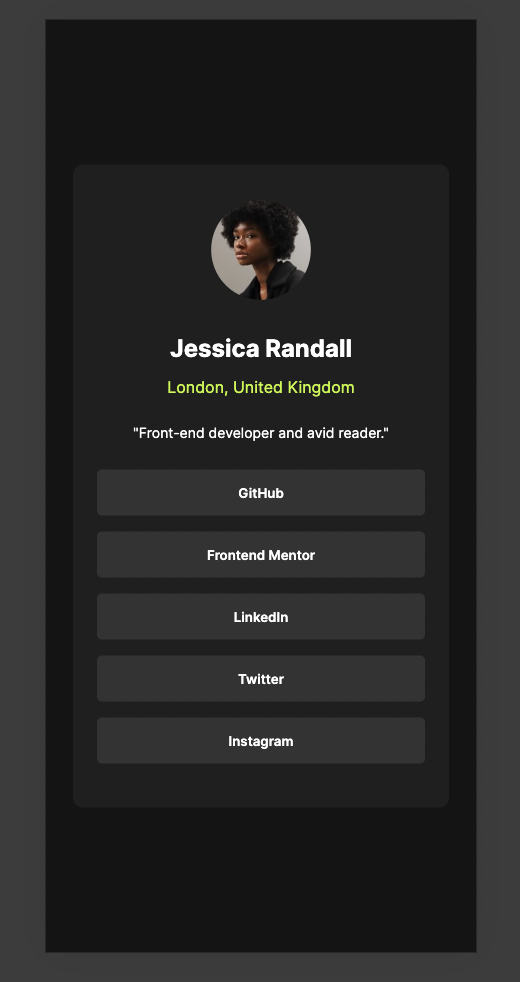 Jessica Randall
London, United Kingdom
"Front-end developer and avid reader."
GitHub
Frontend Mentor
LinkedIn
Twitter
Instagram